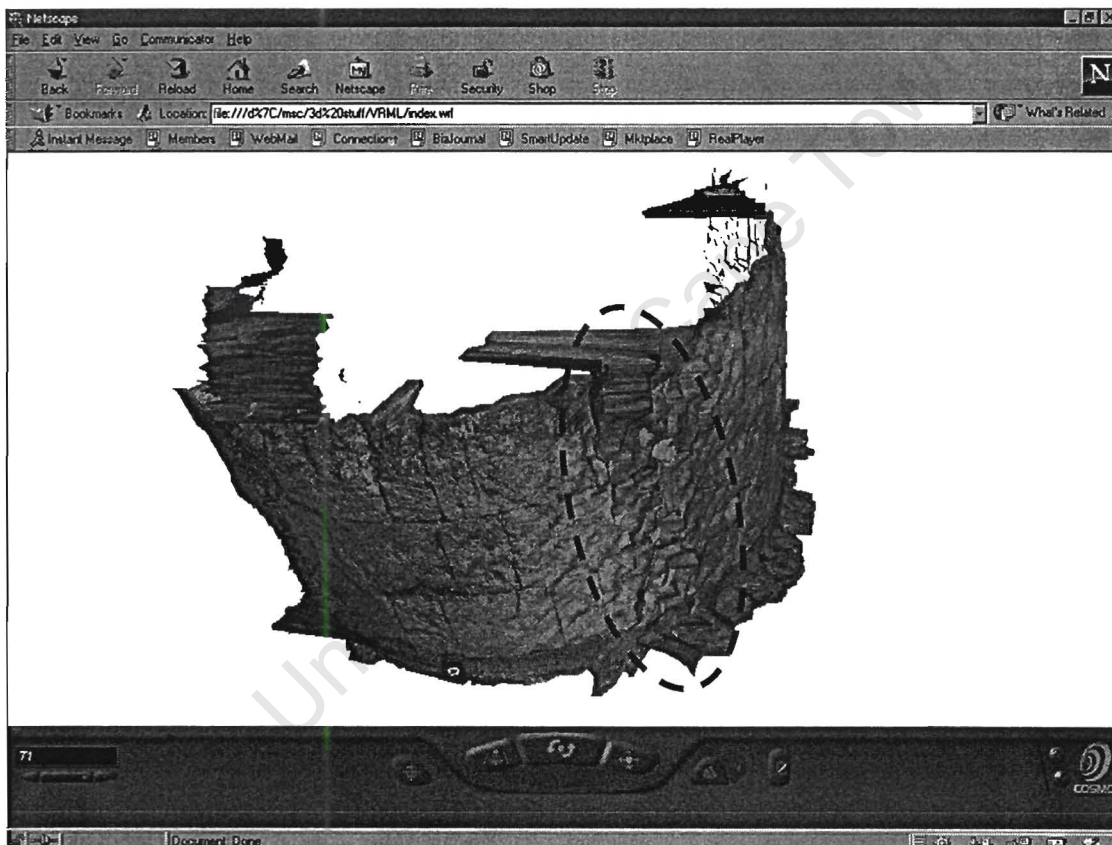 Netscape
File Edit View Go Communicator Help
Back Forward Reload Home Search Netscape Print Security Shop Stop
Bookmarks Location: file:///d%7C/msc/3d%20stuff/VRML/index.wrl What's Related
Instant Message Members WebMail Connections BizJournal SmartUpdate Mktplace RealPlayer
N
T1
COSMO
Document: Done